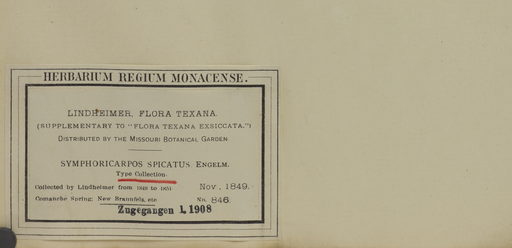 HERBARIUM REGIUM MONACENSE.
LINDHEIMER, FLORA TEXANA.
(SUPPLEMENTARY TO "FLORA TEXANA EXSICCATA.")
DISTRIBUTED BY THE MISSOURI BOTANICAL GARDEN
SYMPHORICARPOS SPICATUS ENGELM.
Type Collection.
Collected by Lindheimer from 1849 to 1851 Nov. 1849.
Comanche Spring: New Braunfels, etc. No. 846
Zugegangen 1,1908